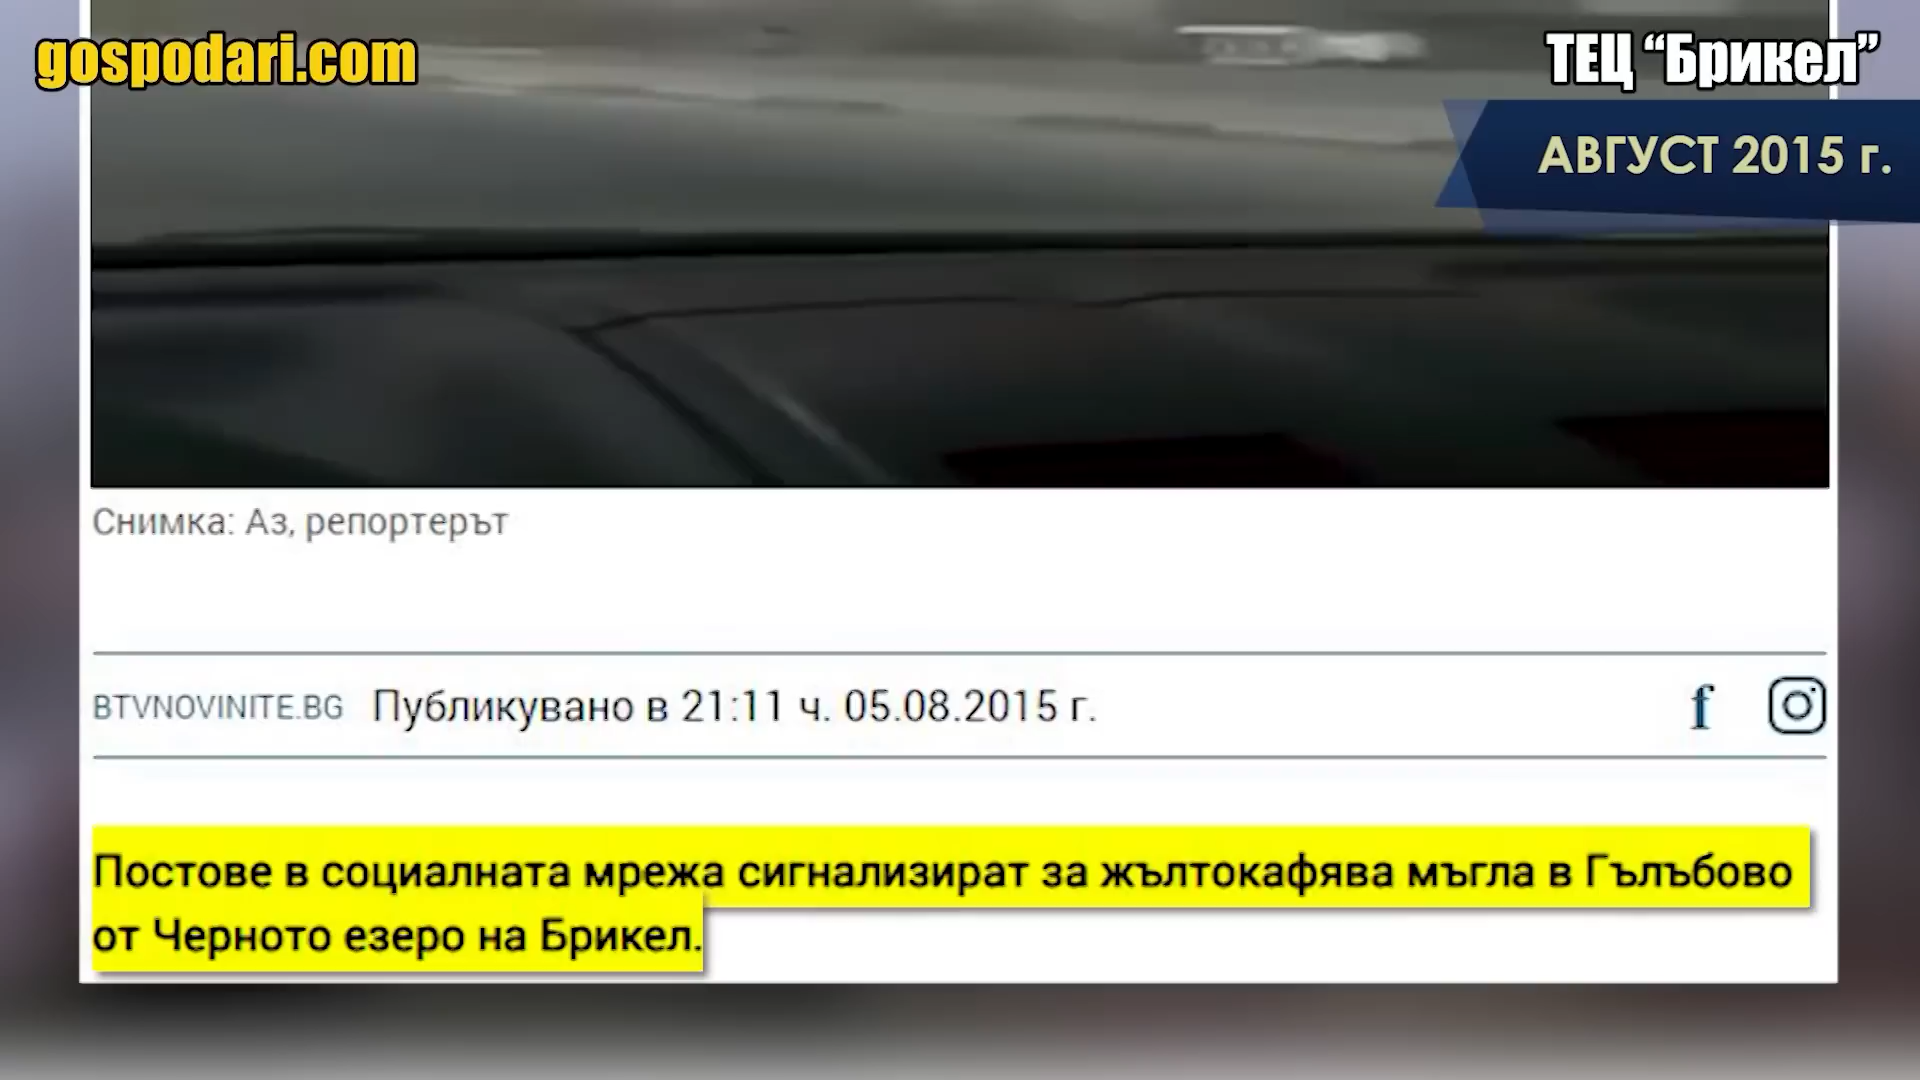 gospodari.com
ТЕЦ “Брикел”
АВГУСТ 2015 г.
Снимка: Аз, репортерът
BTVNOVINITE.BG Публикувано в 21:11 ч. 05.08.2015 г.
Постове в социалната мрежа сигнализират за жълтокафява мъгла в Гълъбово
от Черното езеро на Брикел.